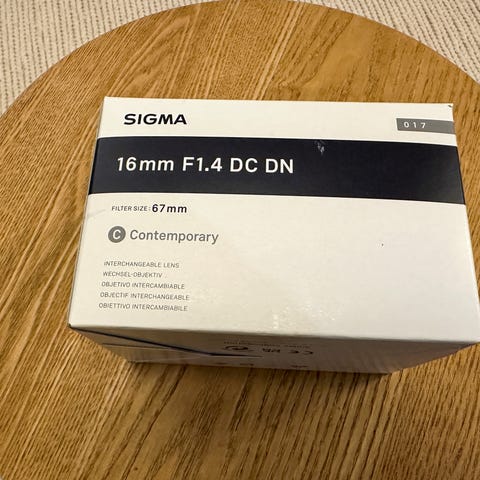 SIGMA
017
16mm F1.4 DC DN
FILTER SIZE: 67mm
C Contemporary
INTERCHANGEABLE LENS
WECHSEL-OBJEKTIV
OBJETIVO INTERCAMBIABLE
OBJECTIF INTERCHANGEABLE
OBIETTIVO INTERCAMBIABILE